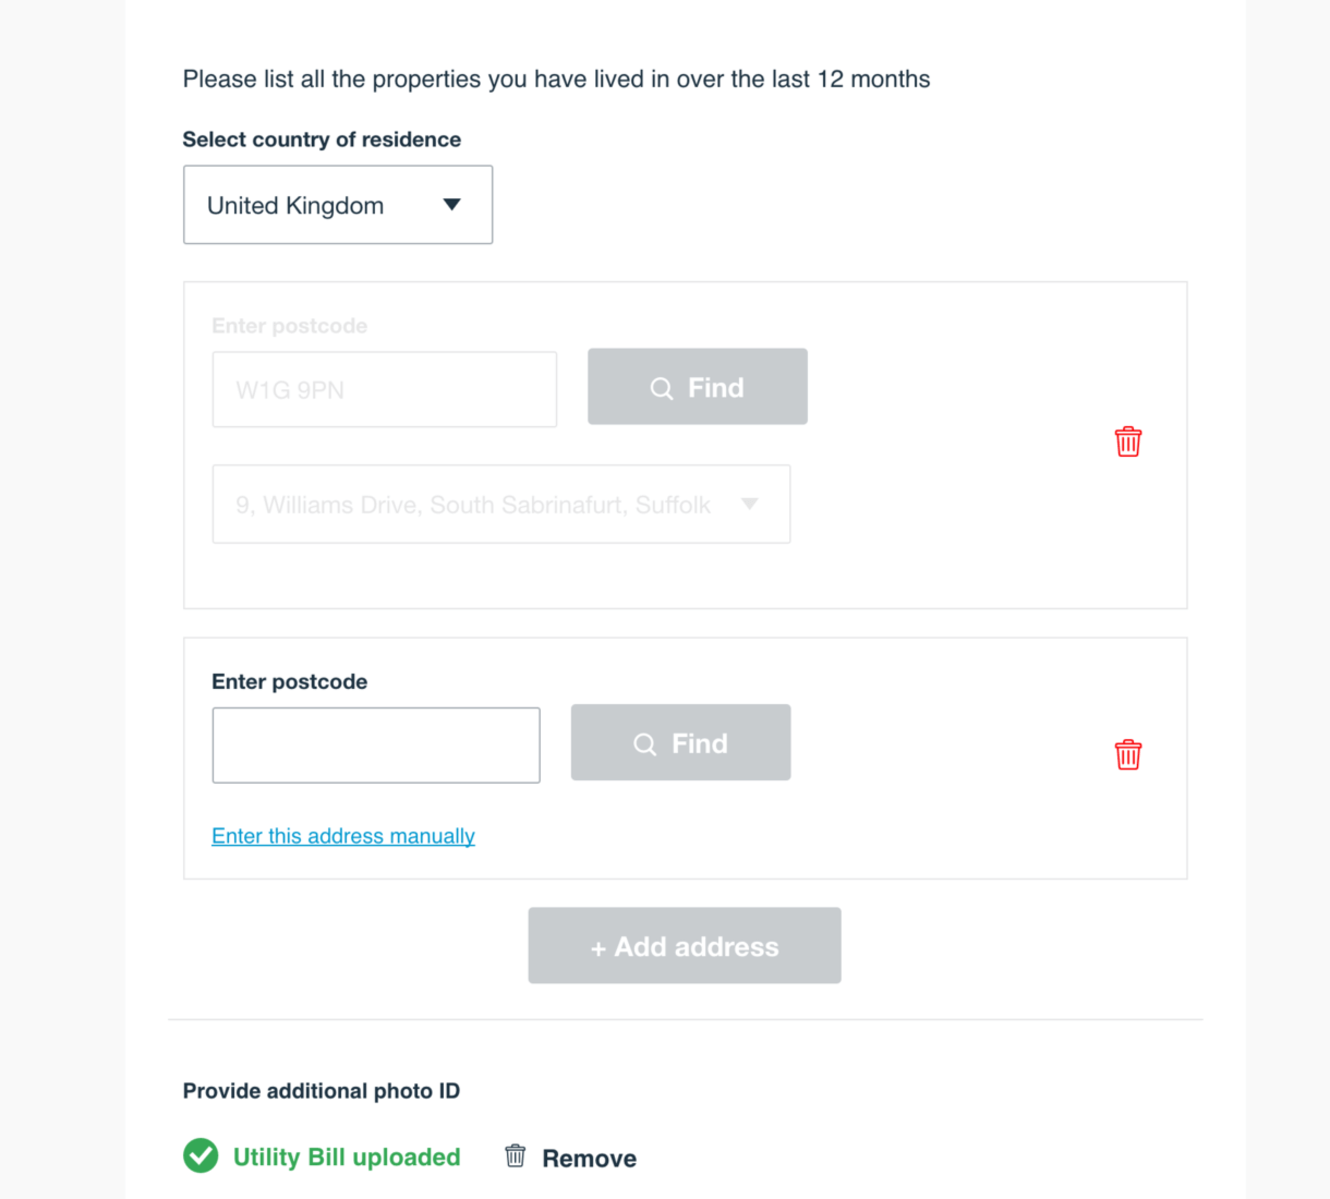 Please list all the properties you have lived in over the last 12 months
Select country of residence
United Kingdom
Enter postcode
W1G 9PN
Find
9, Williams Drive, South Sabrinafurt, Suffolk
Enter postcode
Find
Enter this address manually
+ Add address
Provide additional photo ID
Utility Bill uploaded
Remove